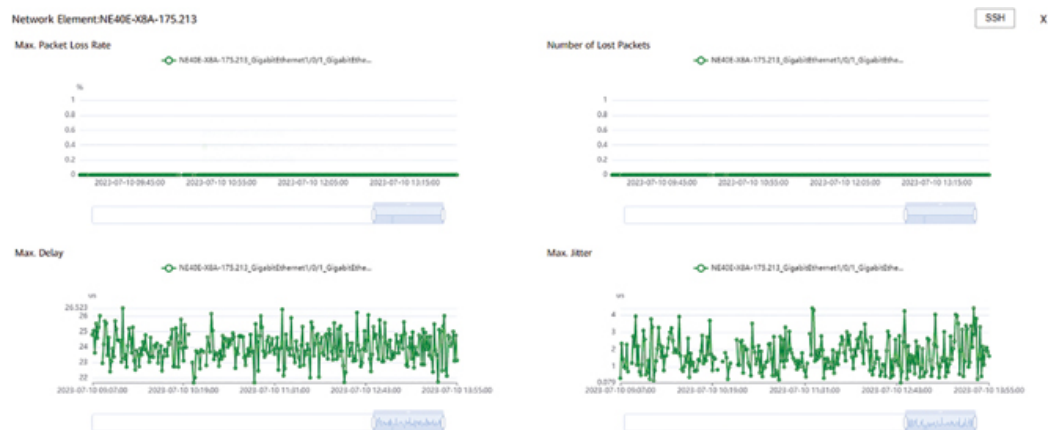 Network Element:NE40E-X8A-175.213
SSH
X
Max. Packet Loss Rate
NE40E-X8A-175.213_GigabitEthernet1/0/1_GigabitEthe...
%
1
0.8
0.6
0.4
0.2
0
2023-07-10 09:45:00 2023-07-10 10:55:00 2023-07-10 12:05:00 2023-07-10 13:15:00
Number of Lost Packets
NE40E-X8A-175.213_GigabitEthernet1/0/1_GigabitEthe...
1
0.8
0.6
0.4
0.2
0
2023-07-10 09:45:00 2023-07-10 10:55:00 2023-07-10 12:05:00 2023-07-10 13:15:00
Max. Delay
NE40E-X8A-175.213_GigabitEthernet1/0/1_GigabitEthe...
us
26.523
26
25
24
23
22
2023-07-10 09:07:00 2023-07-10 10:19:00 2023-07-10 11:31:00 2023-07-10 12:43:00 2023-07-10 13:55:00
Max. Jitter
NE40E-X8A-175.213_GigabitEthernet1/0/1_GigabitEthe...
us
4
3
2
1
0.079
2023-07-10 09:07:00 2023-07-10 10:19:00 2023-07-10 11:31:00 2023-07-10 12:43:00 2023-07-10 13:55:00